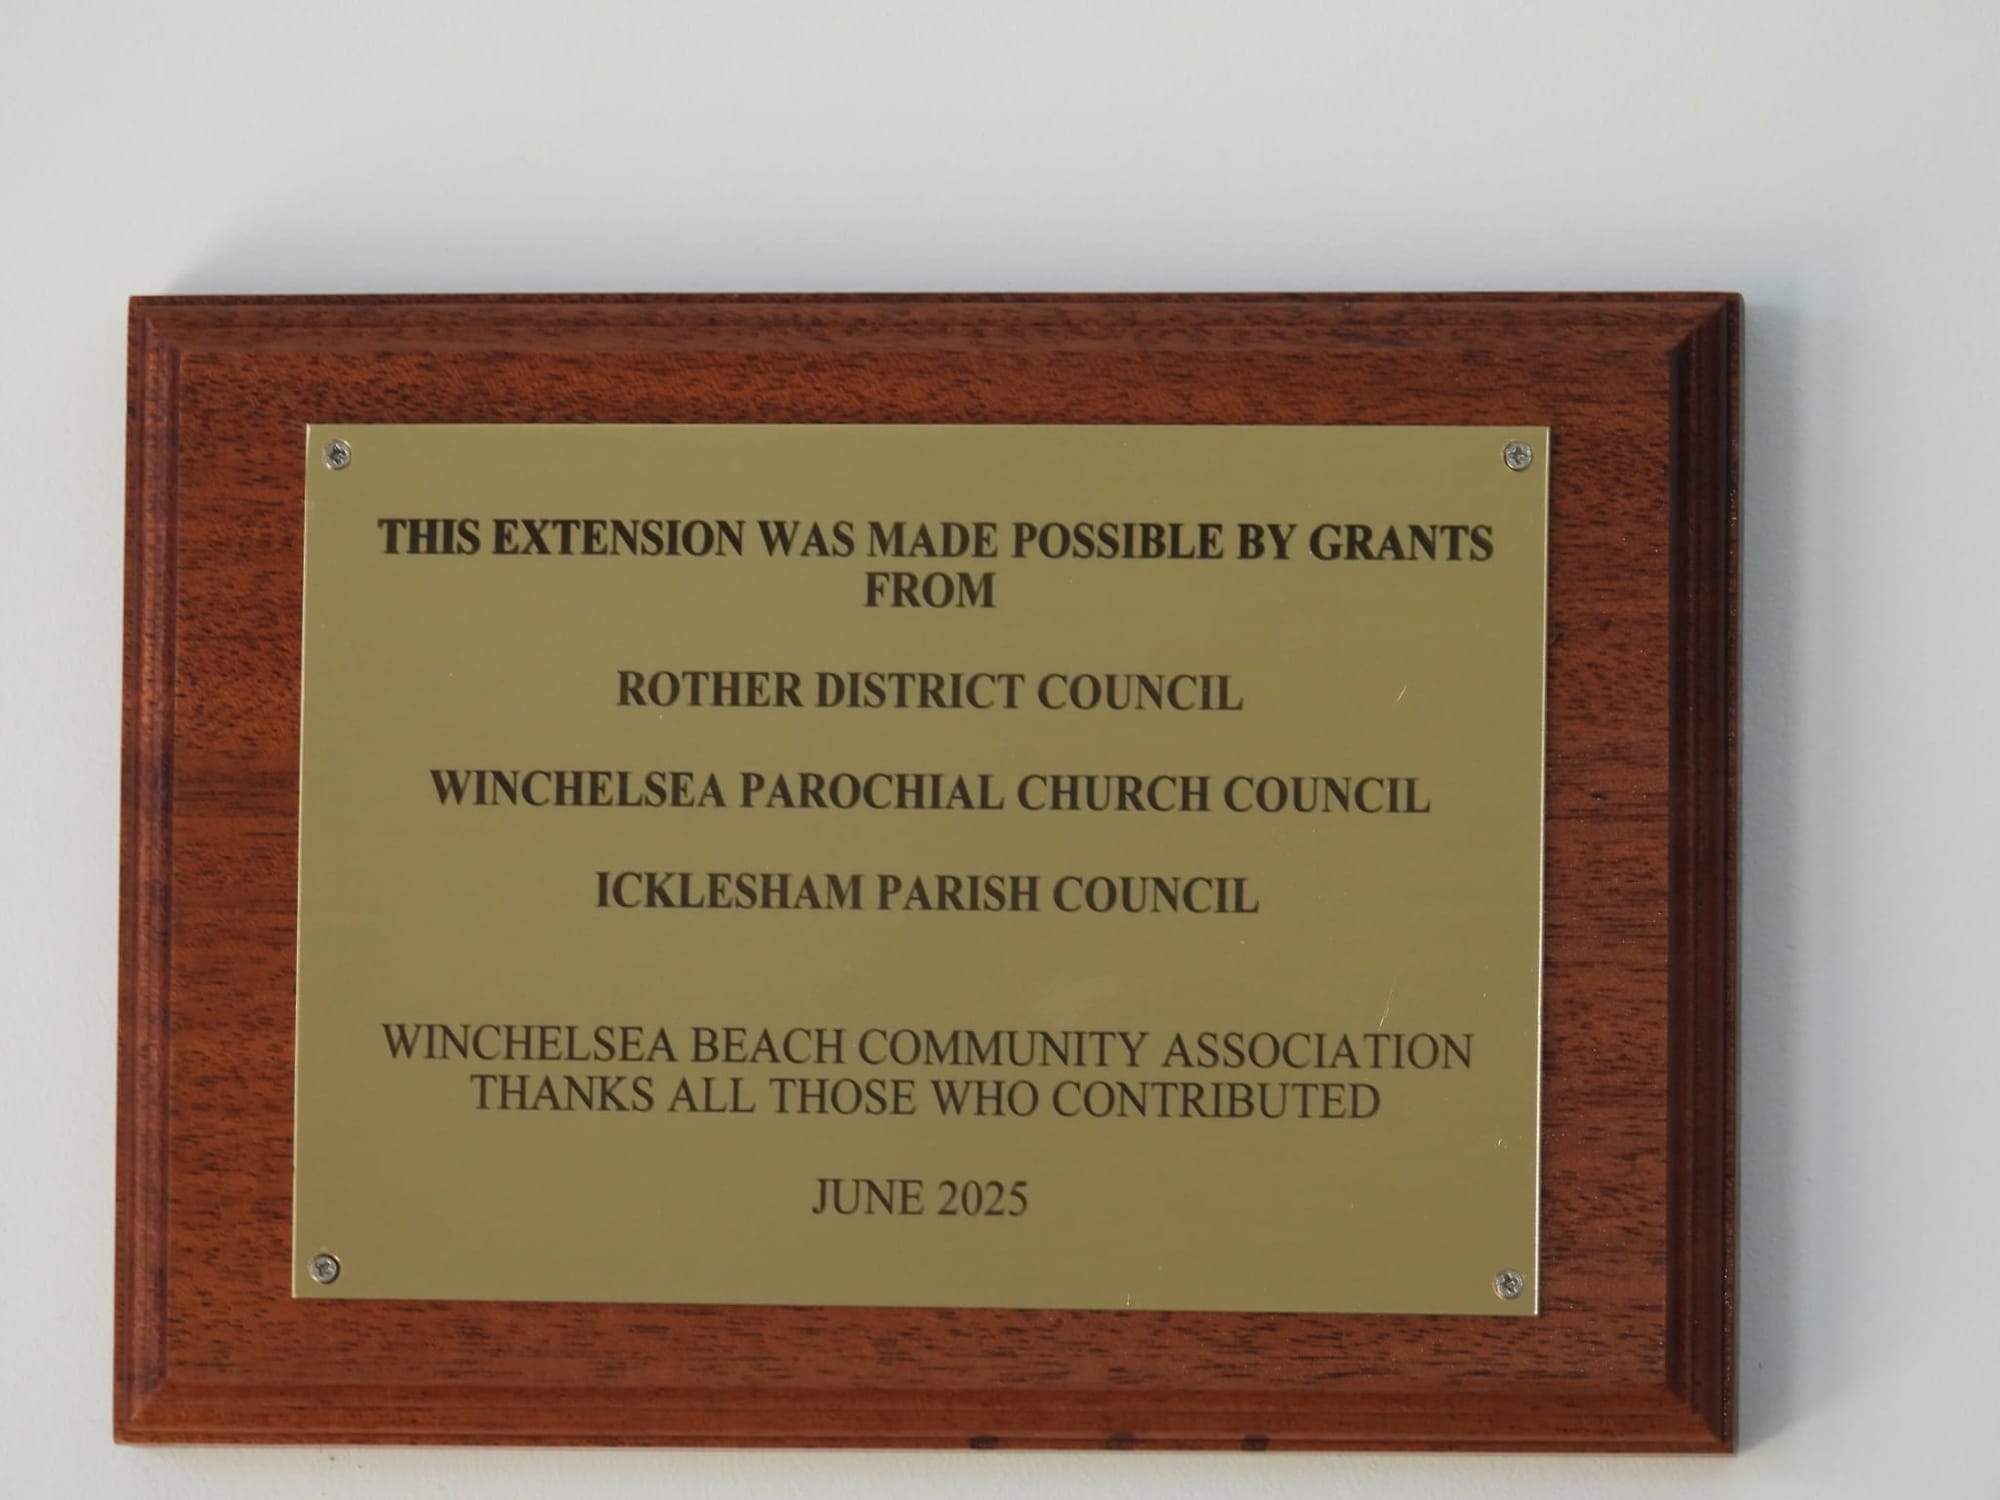 THIS EXTENSION WAS MADE POSSIBLE BY GRANTS
FROM
ROTHER DISTRICT COUNCIL
WINCHELSEA PAROCHIAL CHURCH COUNCIL
ICKLESHAM PARISH COUNCIL
WINCHELSEA BEACH COMMUNITY ASSOCIATION
THANKS ALL THOSE WHO CONTRIBUTED
JUNE 2025